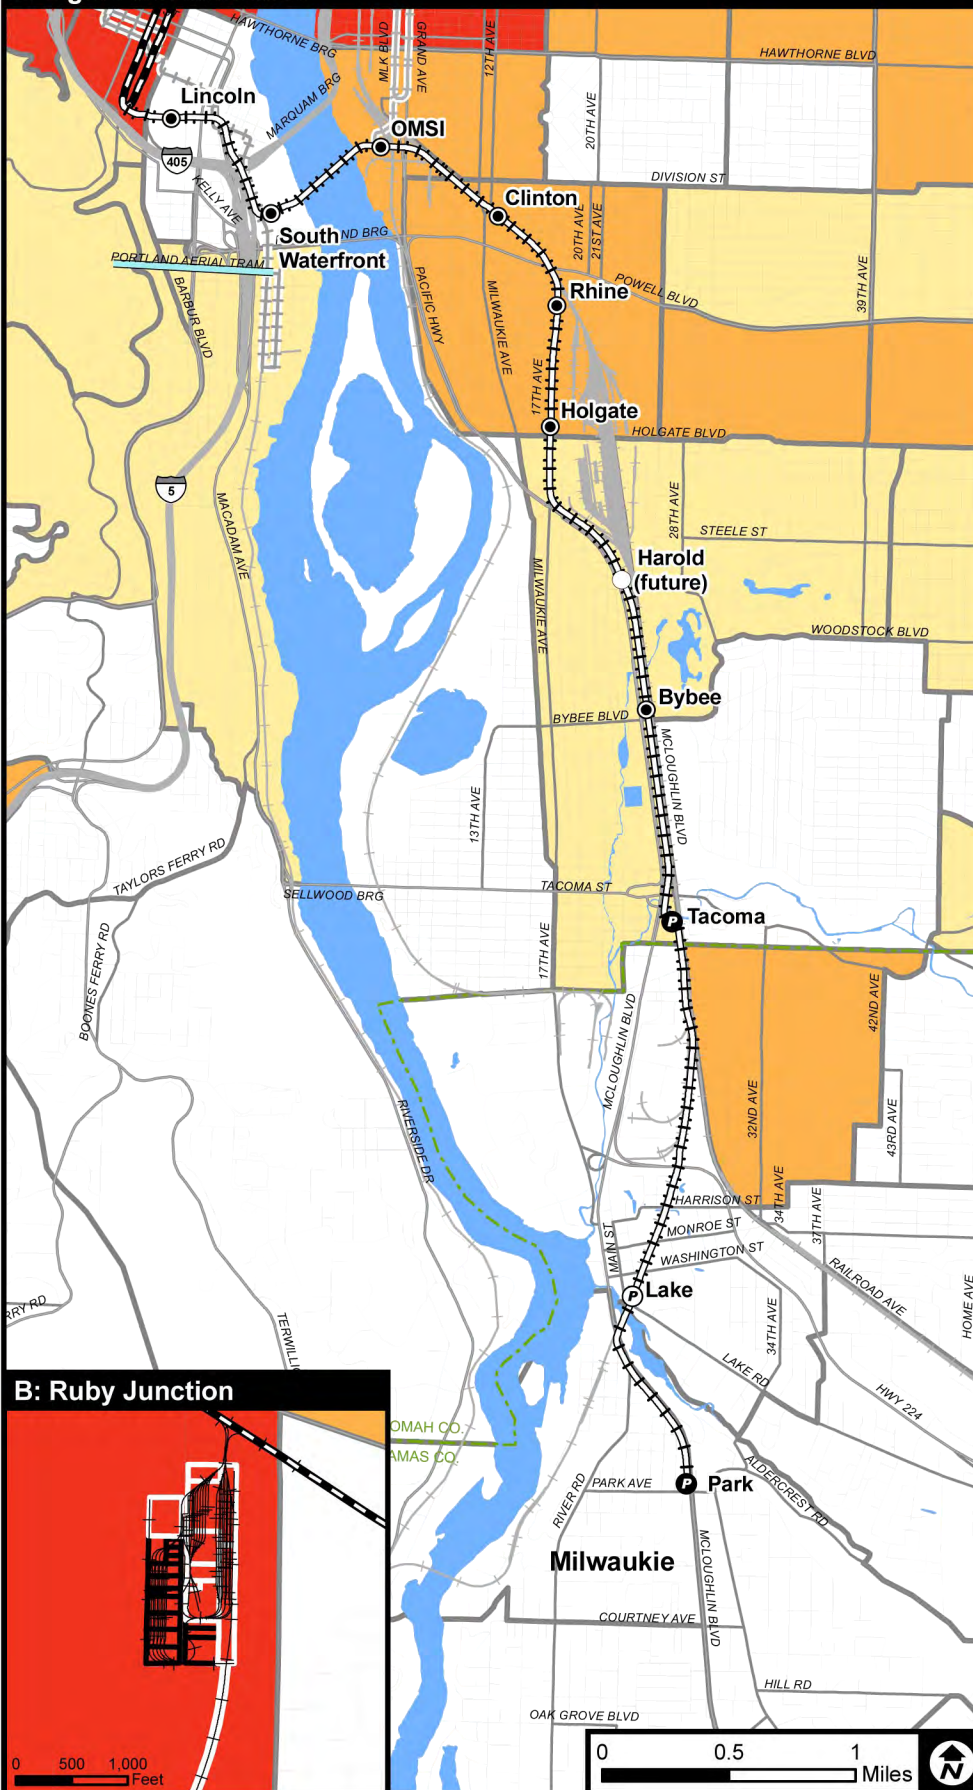 HAWTHORNE BRG
MLK BLVD
GRAND AVE
12TH AVE
HAWTHORNE BLVD
Lincoln
MARQUAM BRG
20TH AVE
OMSI
405
KELLY AVE
DIVISION ST
Clinton
20TH AVE
21ST AVE
South
Waterfront
ND BRG
PORTLAND AERIAL TRAM
BARBUR BLVD
PACIFIC HWY
MILWAUKIE AVE
Rhine
POWELL BLVD
39TH AVE
17TH AVE
Holgate
HOLGATE BLVD
5
MACADAM AVE
28TH AVE
STEELE ST
MILWAUKIE AVE
Harold
(future)
WOODSTOCK BLVD
Bybee
BYBEE BLVD
MCLOUGHLIN BLVD
13TH AVE
TAYLORS FERRY RD
SELLWOOD BRG
TACOMA ST
P
Tacoma
BOONES FERRY RD
17TH AVE
MCLOUGHLIN BLVD
42ND AVE
32ND AVE
43RD AVE
RIVERSIDE DR
34TH AVE
37TH AVE
HARRISON ST
MONROE ST
MAIN ST
WASHINGTON ST
P
Lake
RAILROAD AVE
HOME AVE
RRY RD
TERWILLI
34TH AVE
LAKE RD
HWY 224
B: Ruby Junction
OMAH CO.
AMAS CO.
ALDERCREST RD
PARK AVE
P
Park
RIVER RD
Milwaukie
MCLOUGHLIN BLVD
COURTNEY AVE
HILL RD
OAK GROVE BLVD
0 500 1,000
Feet
0 0.5 1
Miles
N